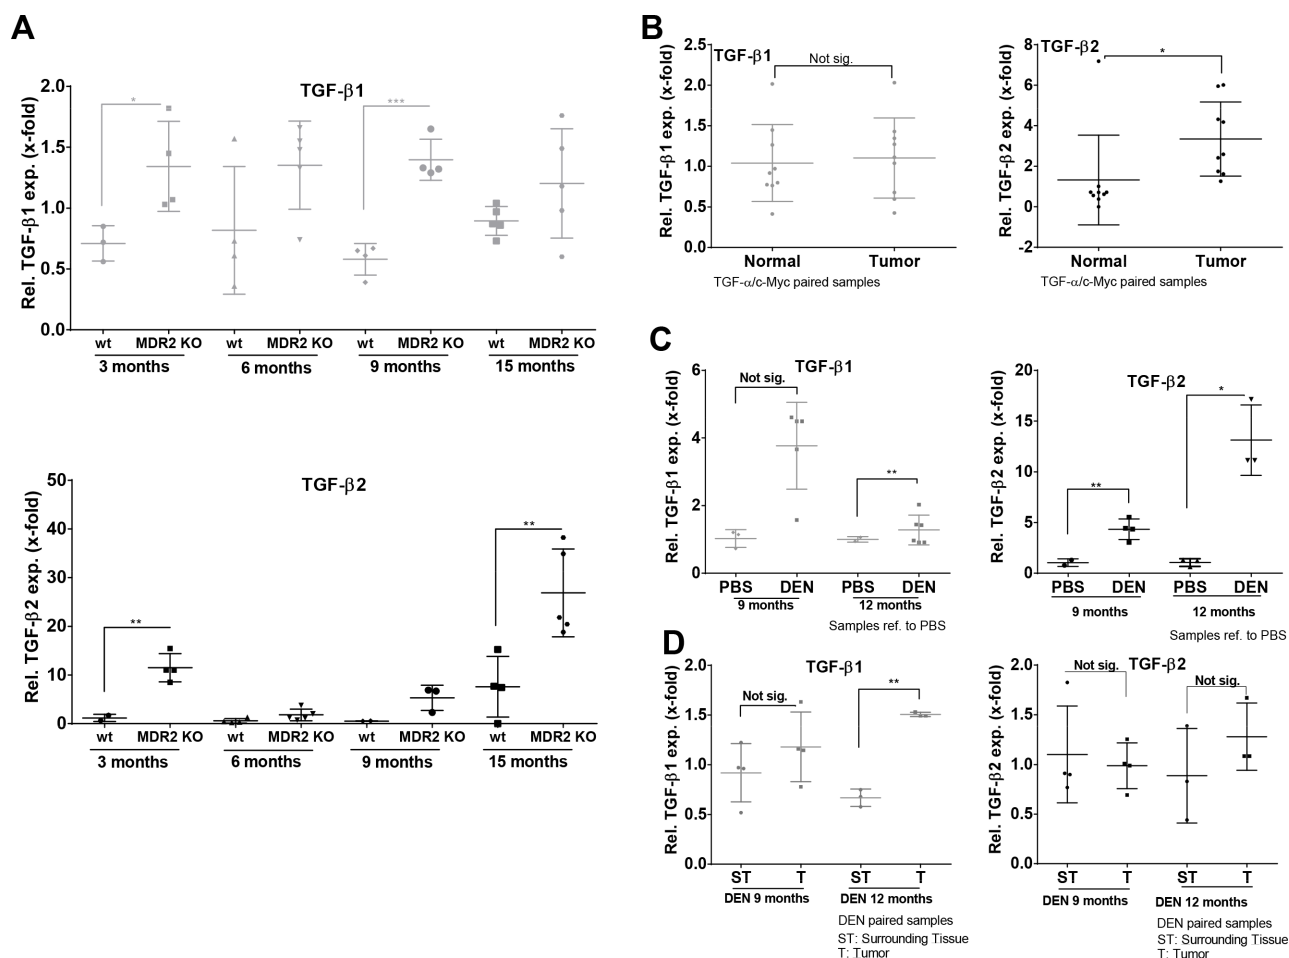 A
TGF-β1
Rel. TGF-β1 exp. (x-fold)
2.0
1.5
1.0
0.5
0.0
*
***
wt MDR2 KO wt MDR2 KO wt MDR2 KO wt MDR2 KO
3 months 6 months 9 months 15 months
TGF-β2
Rel. TGF-β2 exp. (x-fold)
50
40
30
20
10
0
**
**
wt MDR2 KO wt MDR2 KO wt MDR2 KO wt MDR2 KO
3 months 6 months 9 months 15 months
B
TGF-β1
Not sig.
Rel. TGF-β1 exp. (x-fold)
2.5
2.0
1.5
1.0
0.5
0.0
Normal Tumor
TGF-α/c-Myc paired samples
TGF-β2
*
Rel. TGF-β2 exp. (x-fold)
8
6
4
2
0
-2
Normal Tumor
TGF-α/c-Myc paired samples
C
TGF-β1
Not sig.
**
Rel. TGF-β1 exp. (x-fold)
6
4
2
0
PBS DEN PBS DEN
9 months 12 months
Samples ref. to PBS
TGF-β2
**
*
Rel. TGF-β2 exp. (x-fold)
20
15
10
5
0
PBS DEN PBS DEN
9 months 12 months
Samples ref. to PBS
D
TGF-β1
Not sig.
**
Rel. TGF-β1 exp. (x-fold)
2.0
1.5
1.0
0.5
0.0
ST T ST T
DEN 9 months DEN 12 months
DEN paired samples
ST: Surrounding Tissue
T: Tumor
TGF-β2
Not sig.
Not sig.
Rel. TGF-β2 exp. (x-fold)
2.0
1.5
1.0
0.5
0.0
ST T ST T
DEN 9 months DEN 12 months
DEN paired samples
ST: Surrounding Tissue
T: Tumor